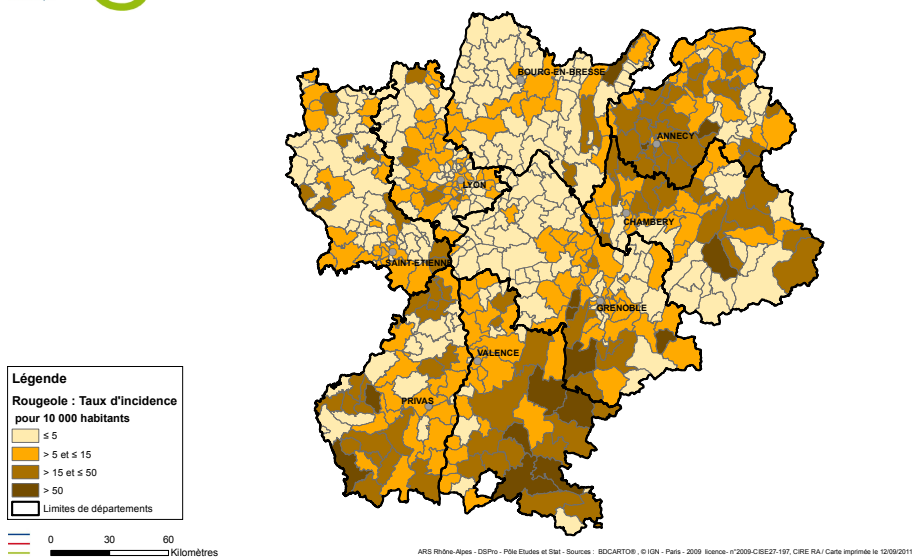 BOURG-EN-BRESSE
ANNECY
LYON
CHAMBERY
SAINT-ETIENNE
GRENOBLE
VALENCE
PRIVAS
Légende
Rougeole : Taux d'incidence
pour 10 000 habitants
≤ 5
> 5 et ≤ 15
> 15 et ≤ 50
> 50
Limites de départements
0 30 60
Kilomètres
ARS Rhône-Alpes - DSPro - Pôle Etudes et Stat - Sources : BDCARTO® , © IGN - Paris - 2009 licence- n°2009-CISE27-197, CIRE RA / Carte imprimée le 12/09/2011